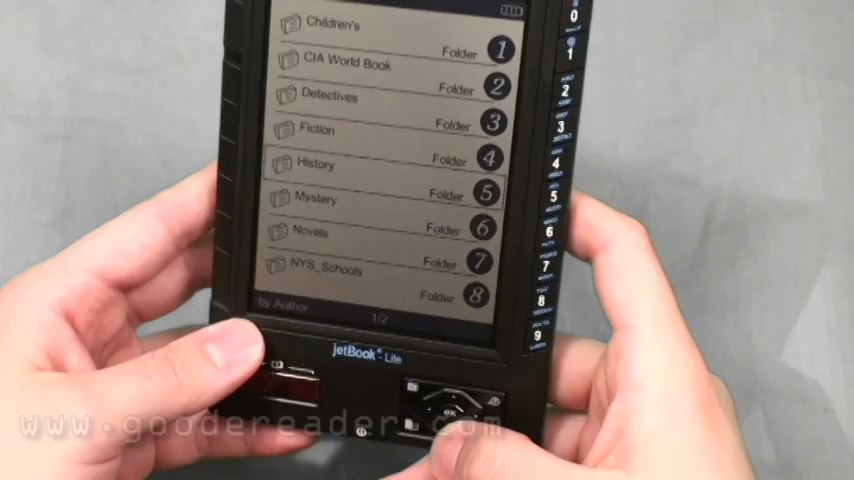 Children's
Folder 1
CIA World Book
Folder 2
Detectives
Folder 3
Fiction
Folder 4
History
Folder 5
Mystery
Folder 6
Novels
Folder 7
NYS_Schools
Folder 8
by Author
1/2
jetBook - Lite
OK
0
1
2
3
4
5
6
7
8
9
www.goodereader.com